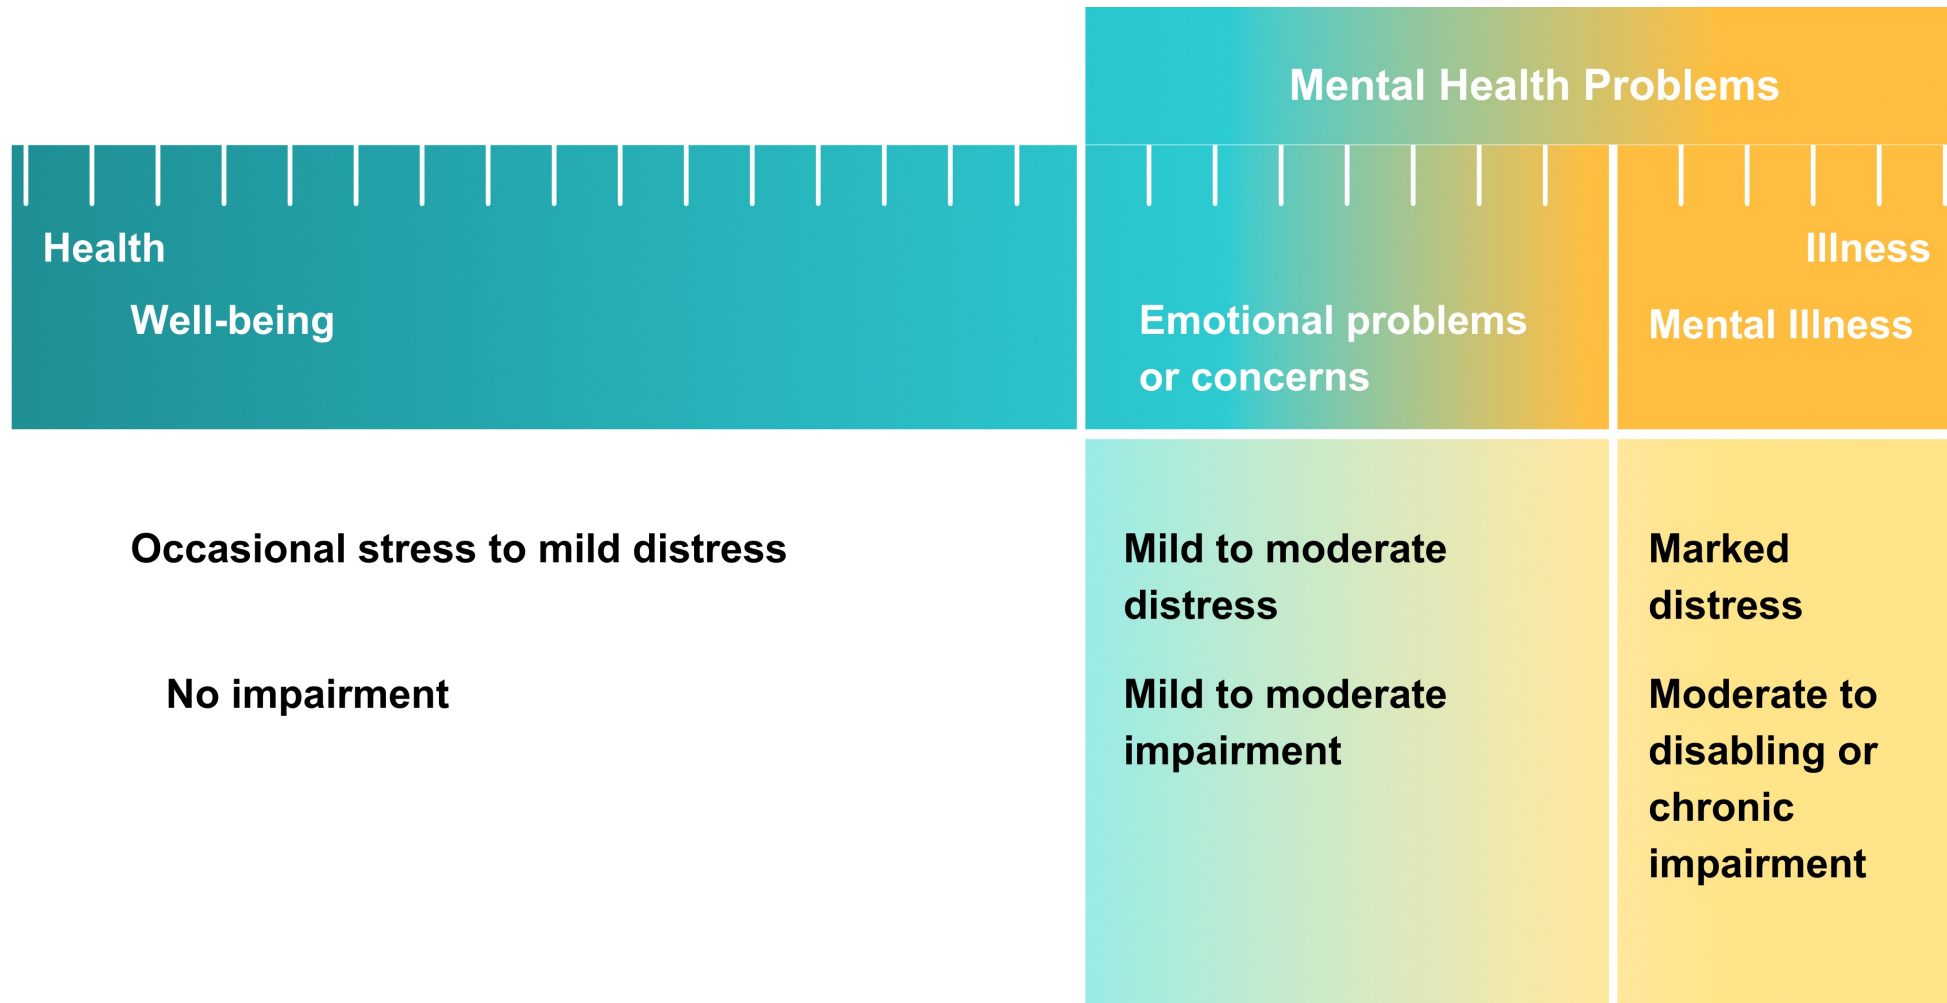 Mental Health Problems
Health
Illness
Well-being
Emotional problems
or concerns
Mental Illness
Occasional stress to mild distress
Mild to moderate
distress
Marked
distress
No impairment
Mild to moderate
impairment
Moderate to
disabling or
chronic
impairment